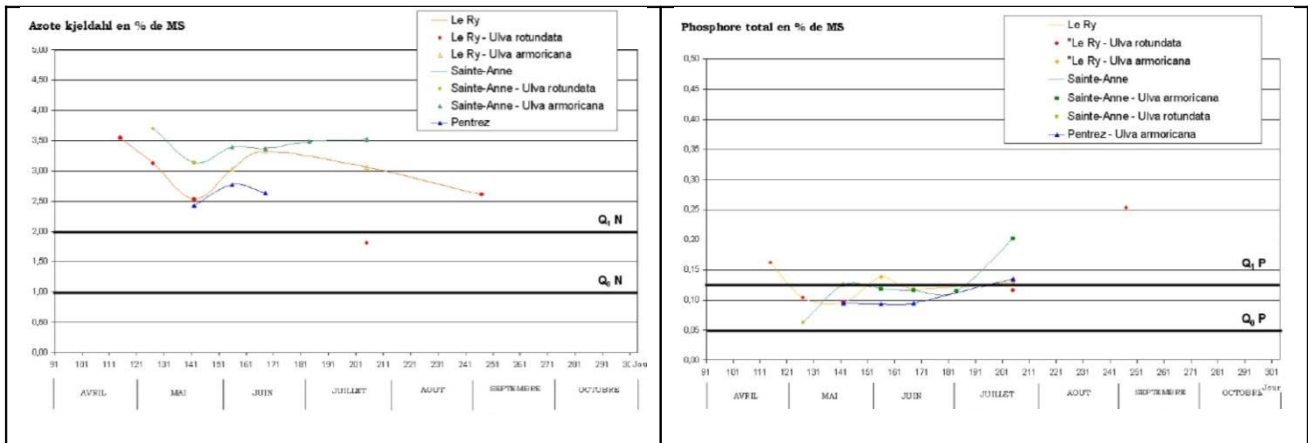 Azote kjeldahl en % de MS
Le Ry
Le Ry - Ulva rotundata
Le Ry - Ulva armoricana
Sainte-Anne
Sainte-Anne - Ulva rotundata
Sainte-Anne - Ulva armoricana
Pentrez
5,00
4,50
4,00
3,50
3,00
2,50
2,00
1,50
1,00
0,50
0,00
Q₁ N
Q₀ N
91 101 111 121 131 141 151 161 171 181 191 201 211 221 231 241 251 261 271 281 291 30 Jou
AVRIL MAI JUIN JUILLET AOUT SEPTEMBRE OCTOBRE
Phosphore total en % de MS
Le Ry
"Le Ry - Ulva rotundata
"Le Ry - Ulva armoricana
Sainte-Anne
Sainte-Anne - Ulva armoricana
Sainte-Anne - Ulva rotundata
Pentrez - Ulva armoricana
0,50
0,45
0,40
0,35
0,30
0,25
0,20
0,15
0,10
0,05
0,00
Q₁ P
Q₀ P
91 101 111 121 131 141 151 161 171 181 191 201 211 221 231 241 251 261 271 281 291 301
Jour
AVRIL MAI JUIN JUILLET AOUT SEPTEMBRE OCTOBRE